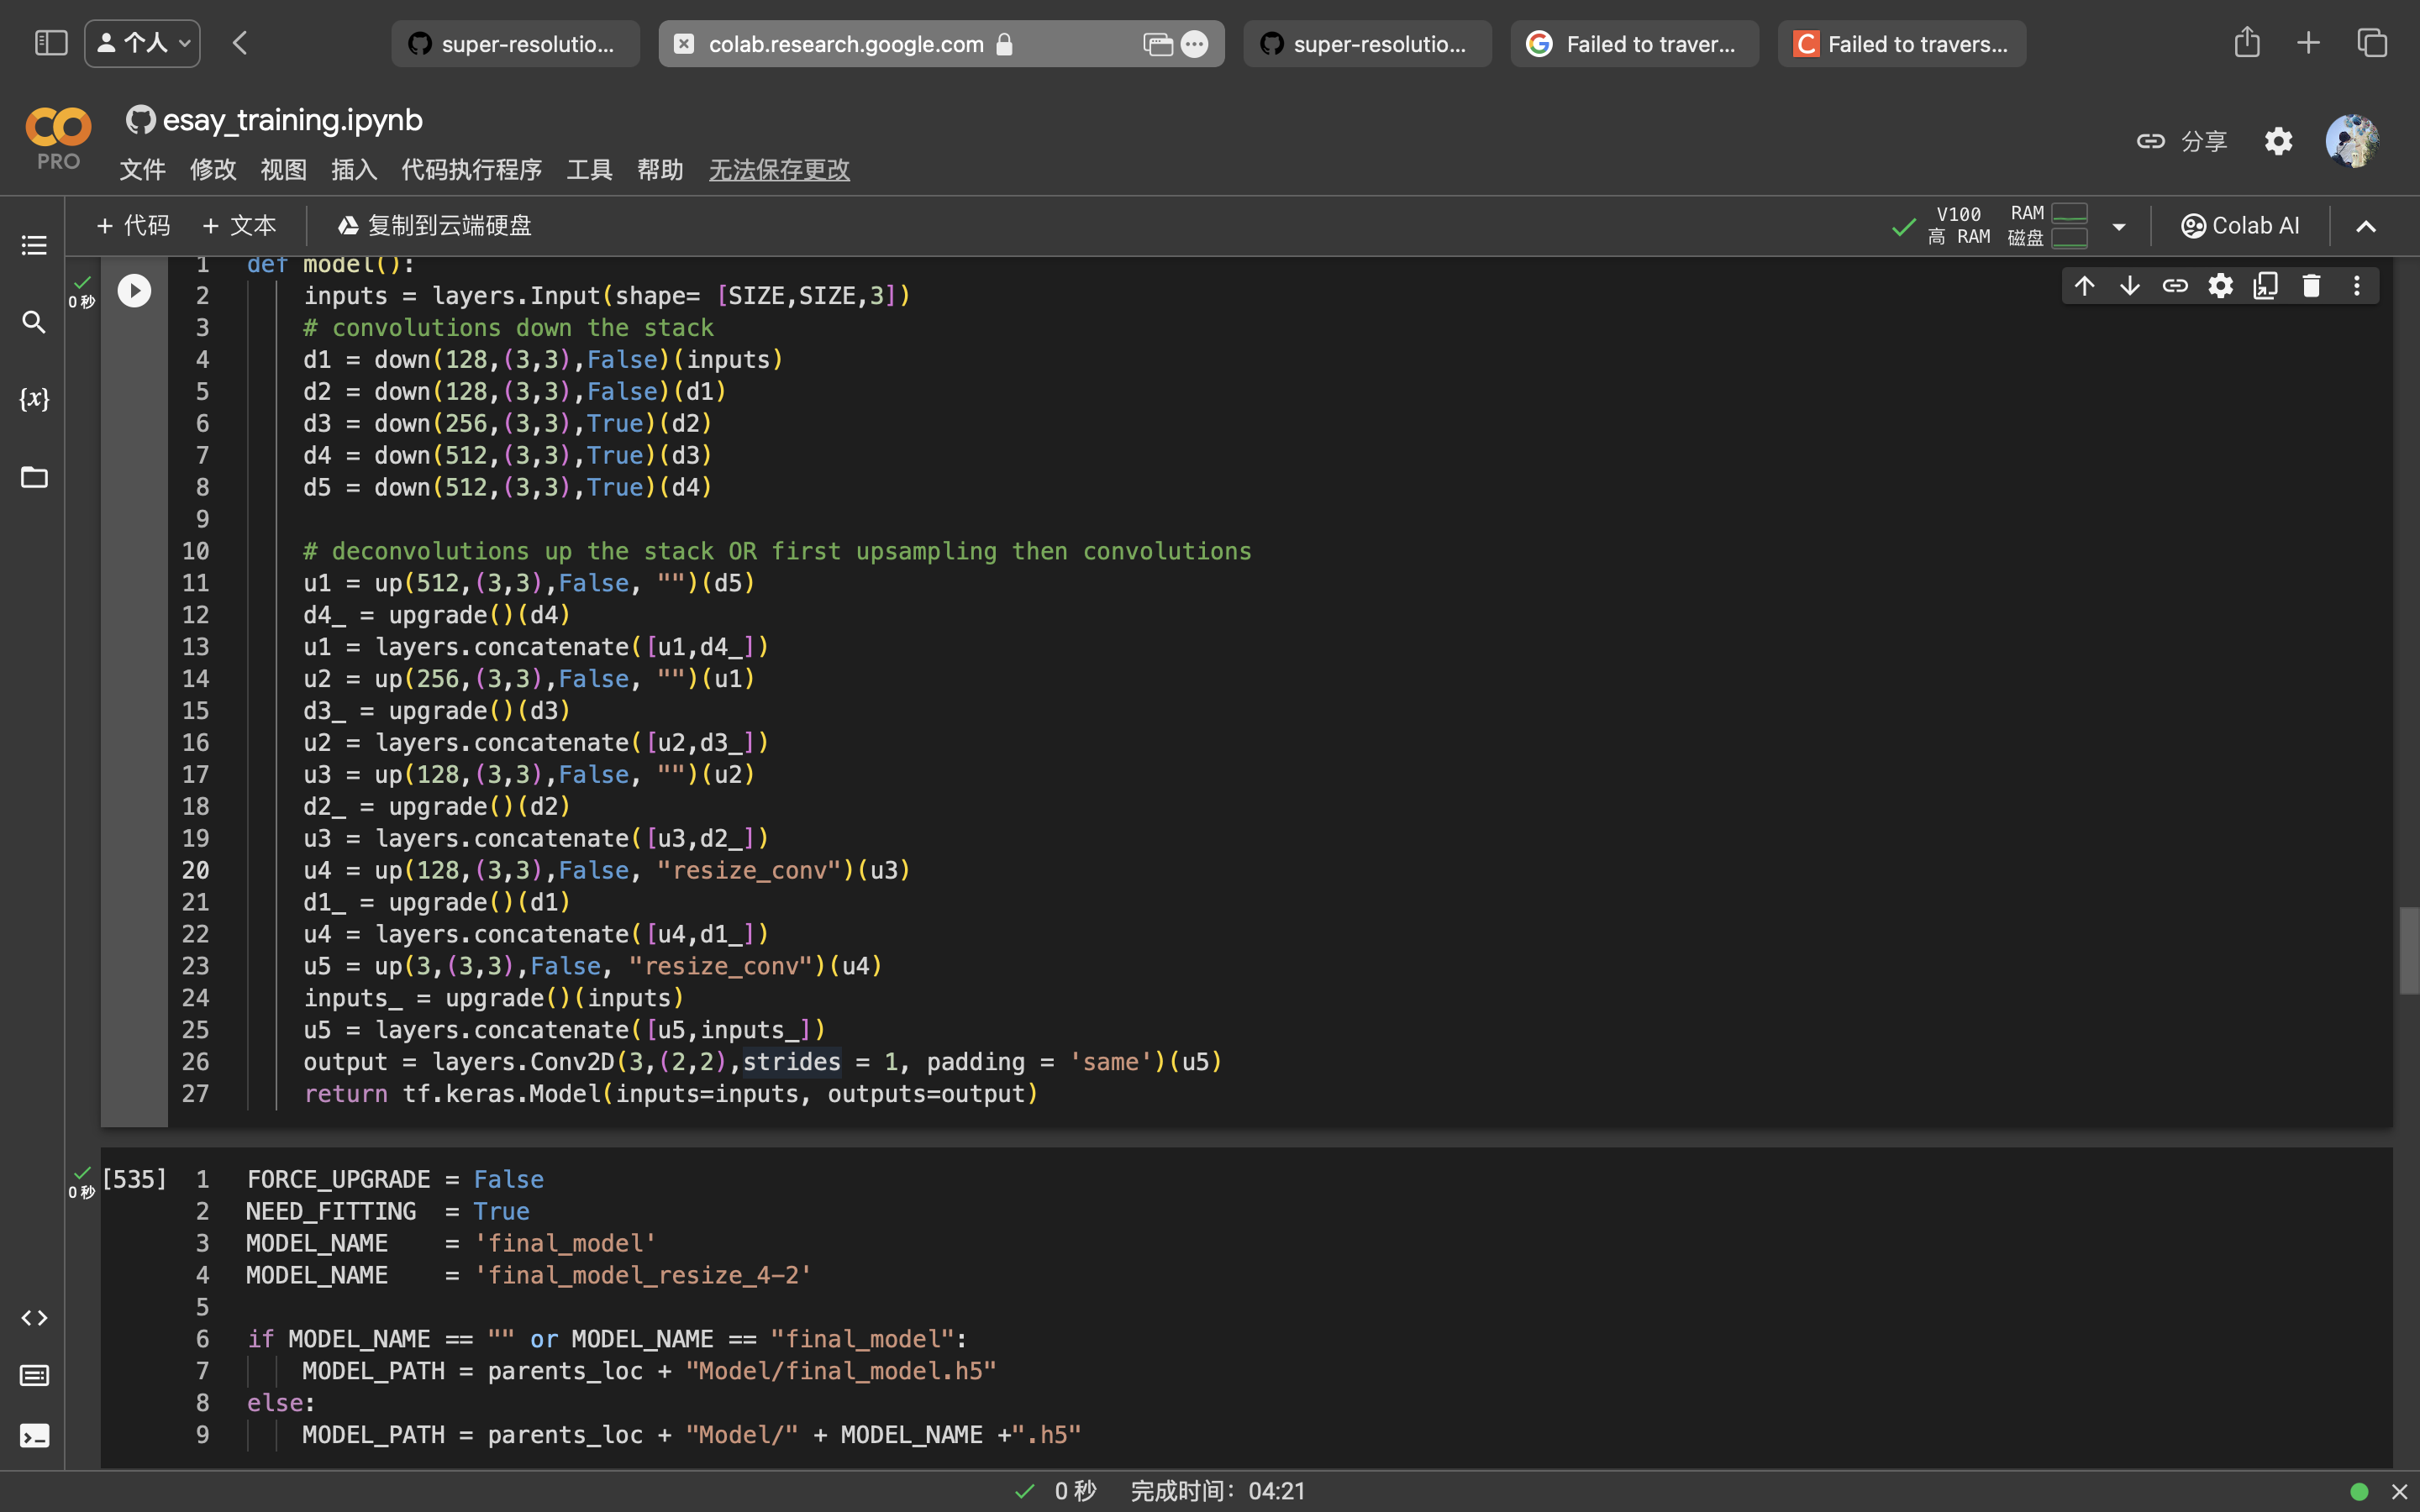 个人
super-resolutio...
colab.research.google.com
super-resolutio...
Failed to traver...
Failed to travers...
PRO
esay_training.ipynb
文件 修改 视图 插入 代码执行程序 工具 帮助 无法保存更改
分享
+ 代码 + 文本 复制到云端硬盘
V100 RAM
高 RAM 磁盘
Colab AI
0 秒
1 def model():
2 inputs = layers.Input(shape= [SIZE,SIZE,3])
3 # convolutions down the stack
4 d1 = down(128,(3,3),False)(inputs)
5 d2 = down(128,(3,3),False)(d1)
6 d3 = down(256,(3,3),True)(d2)
7 d4 = down(512,(3,3),True)(d3)
8 d5 = down(512,(3,3),True)(d4)
9
10 # deconvolutions up the stack OR first upsampling then convolutions
11 u1 = up(512,(3,3),False, "")(d5)
12 d4_ = upgrade()(d4)
13 u1 = layers.concatenate([u1,d4_])
14 u2 = up(256,(3,3),False, "")(u1)
15 d3_ = upgrade()(d3)
16 u2 = layers.concatenate([u2,d3_])
17 u3 = up(128,(3,3),False, "")(u2)
18 d2_ = upgrade()(d2)
19 u3 = layers.concatenate([u3,d2_])
20 u4 = up(128,(3,3),False, "resize_conv")(u3)
21 d1_ = upgrade()(d1)
22 u4 = layers.concatenate([u4,d1_])
23 u5 = up(3,(3,3),False, "resize_conv")(u4)
24 inputs_ = upgrade()(inputs)
25 u5 = layers.concatenate([u5,inputs_])
26 output = layers.Conv2D(3,(2,2),strides = 1, padding = 'same')(u5)
27 return tf.keras.Model(inputs=inputs, outputs=output)
0 秒
[535] 1 FORCE_UPGRADE = False
2 NEED_FITTING = True
3 MODEL_NAME = 'final_model'
4 MODEL_NAME = 'final_model_resize_4-2'
5
6 if MODEL_NAME == "" or MODEL_NAME == "final_model":
7 MODEL_PATH = parents_loc + "Model/final_model.h5"
8 else:
9 MODEL_PATH = parents_loc + "Model/" + MODEL_NAME +".h5"
0 秒 完成时间: 04:21